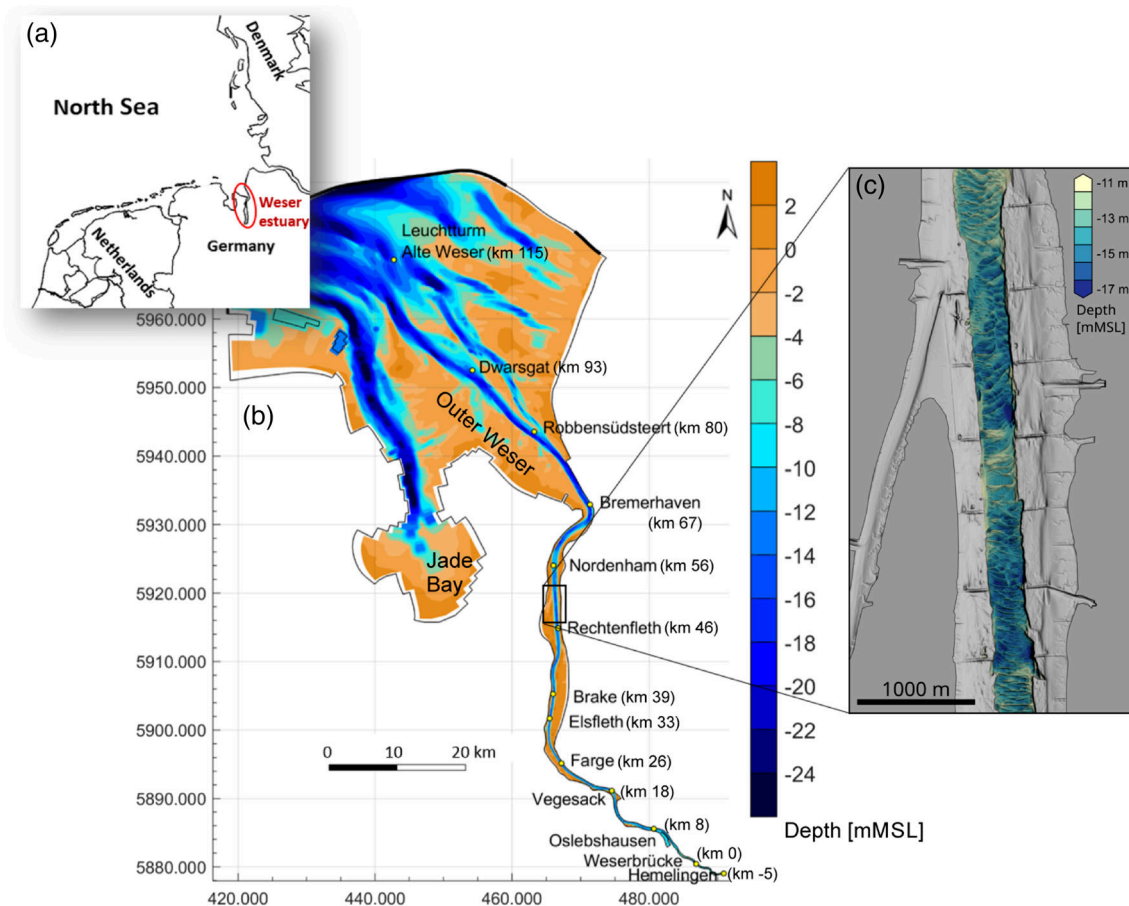 (a)
Denmark
North Sea
Weser
estuary
Netherlands
Germany
(b)
N
Leuchtturm
Alte Weser (km 115)
Dwarsgat (km 93)
Outer Weser
Robbensüdsteert (km 80)
Bremerhaven
(km 67)
Jade
Bay
Nordenham (km 56)
Rechtenfleth (km 46)
Brake (km 39)
Elsfleth (km 33)
Farge (km 26)
Vegesack (km 18)
Oslebshausen (km 8)
Weserbrücke (km 0)
Hemelingen (km -5)
0 10 20 km
5960.000
5950.000
5940.000
5930.000
5920.000
5910.000
5900.000
5890.000
5880.000
420.000 440.000 460.000 480.000
2
0
-2
-4
-6
-8
-10
-12
-14
-16
-18
-20
-22
-24
Depth [mMSL]
(c)
-11 m
-13 m
-15 m
-17 m
Depth
[mMSL]
1000 m